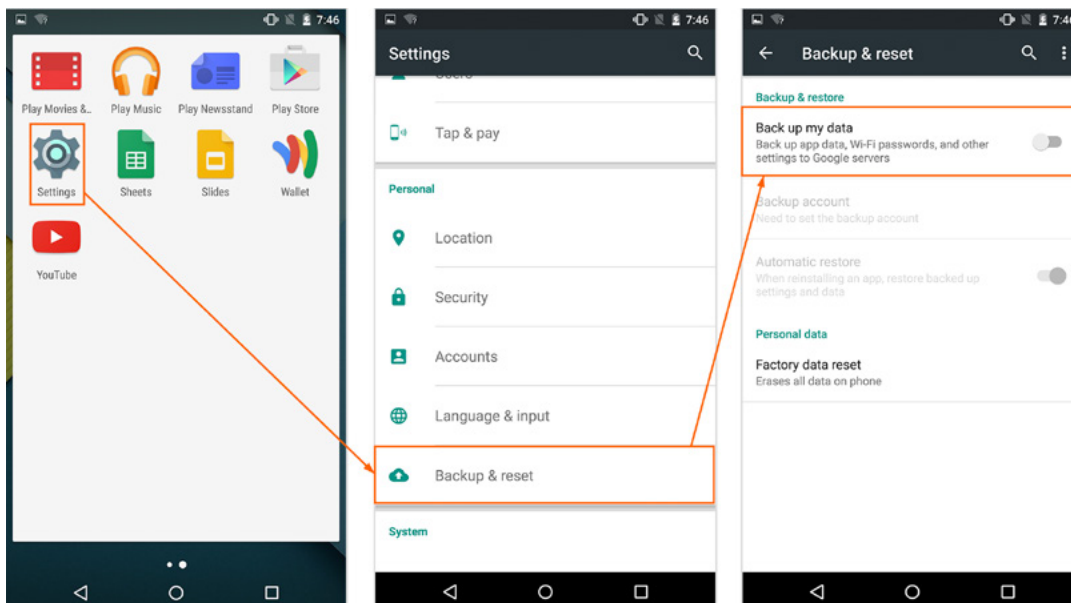 7:46
Play Movies &..
Play Music
Play Newsstand
Play Store
Settings
Sheets
Slides
Wallet
YouTube
7:46
Settings
Users
Tap & pay
Personal
Location
Security
Accounts
Language & input
Backup & reset
System
7:46
Backup & reset
Backup & restore
Back up my data
Back up app data, Wi-Fi passwords, and other
settings to Google servers
Backup account
Need to set the backup account
Automatic restore
When reinstalling an app, restore backed up
settings and data
Personal data
Factory data reset
Erases all data on phone